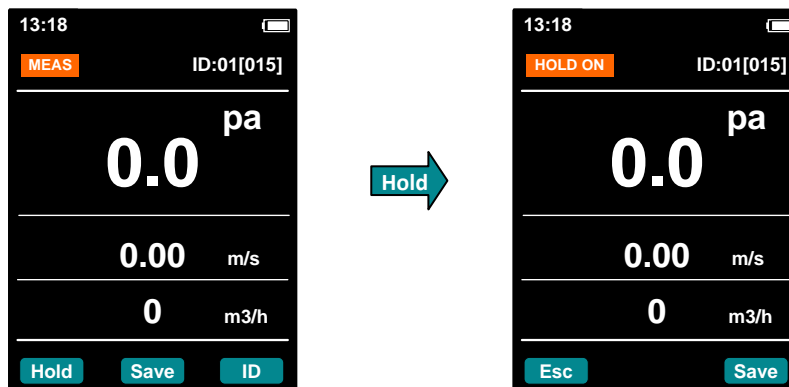 13:18
MEAS ID:01[015]
pa
0.0
0.00 m/s
0 m3/h
Hold Save ID
Hold
13:18
HOLD ON ID:01[015]
pa
0.0
0.00 m/s
0 m3/h
Esc Save